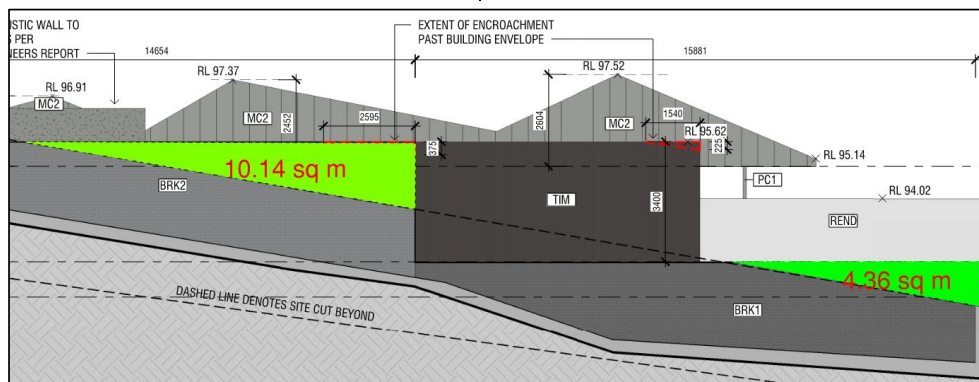 USTIC WALL TO
PER
NEERS REPORT
EXTENT OF ENCROACHMENT
PAST BUILDING ENVELOPE
14654
15881
RL 96.91
RL 97.37
RL 97.52
MC2
MC2
2452
2595
2604
1540
MC2
RL 95.62
375
225
RL 95.14
10.14 sq m
BRK2
TIM
3400
PC1
RL 94.02
REND
4.36 sq m
BRK1
DASHED LINE DENOTES SITE CUT BEYOND